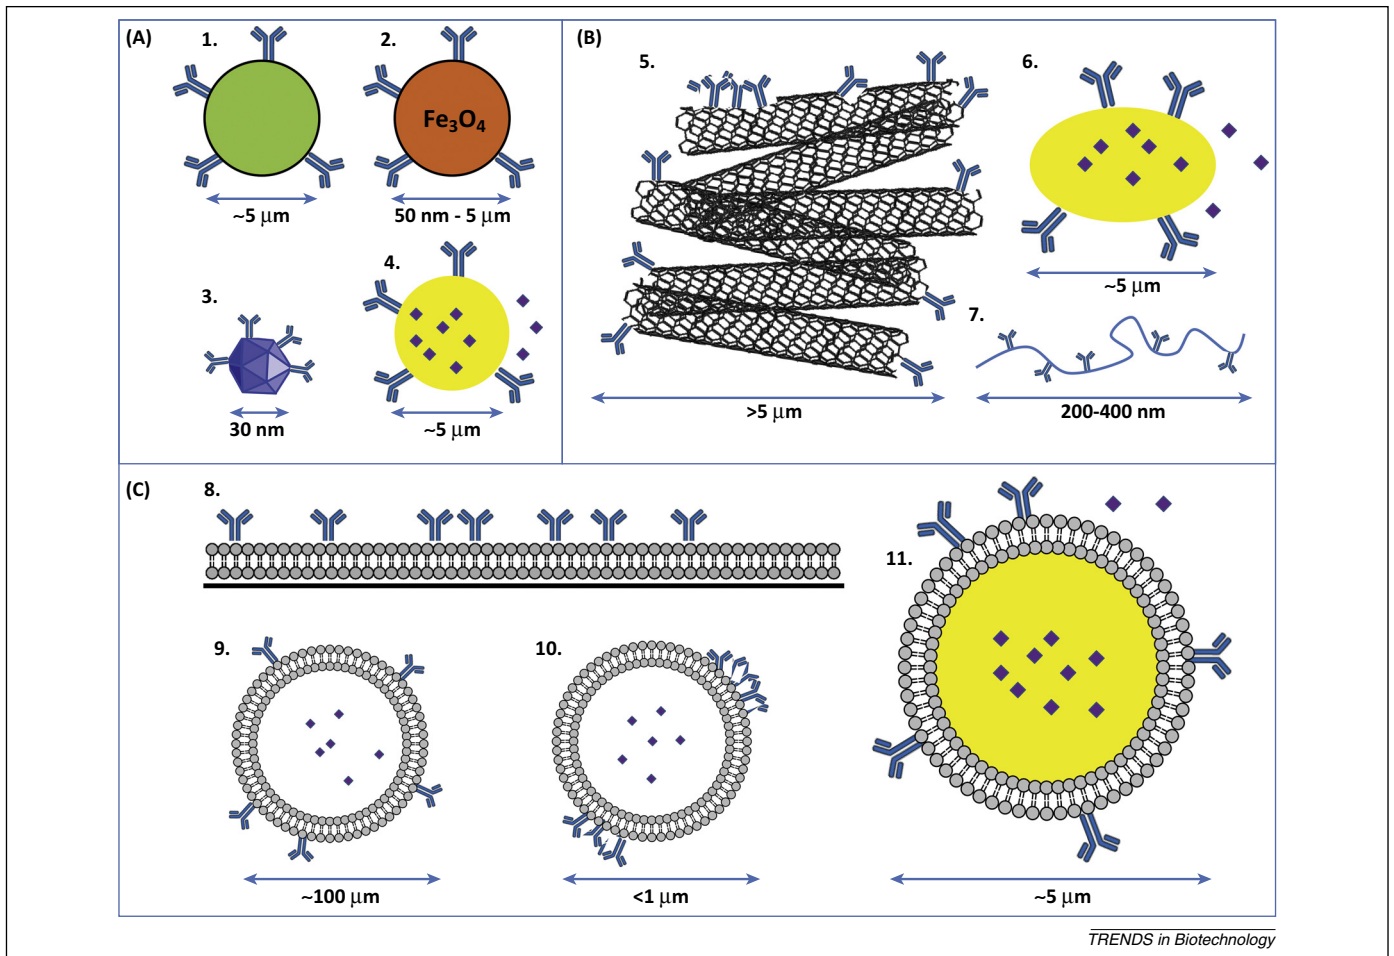 (A)
1.
2.
Fe₃O₄
~5 μm
50 nm - 5 μm
3.
4.
30 nm
~5 μm
(B)
5.
6.
~5 μm
7.
>5 μm
200-400 nm
(C)
8.
11.
9.
10.
~100 μm
<1 μm
~5 μm
TRENDS in Biotechnology